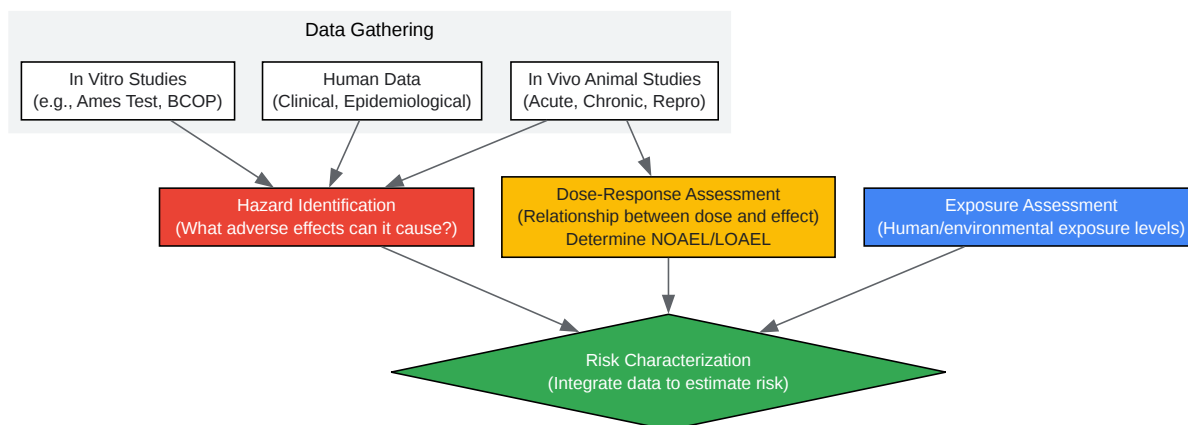 Data Gathering
In Vitro Studies
(e.g., Ames Test, BCOP)
Human Data
(Clinical, Epidemiological)
In Vivo Animal Studies
(Acute, Chronic, Repro)
Hazard Identification
(What adverse effects can it cause?)
Dose-Response Assessment
(Relationship between dose and effect)
Determine NOAEL/LOAEL
Exposure Assessment
(Human/environmental exposure levels)
Risk Characterization
(Integrate data to estimate risk)